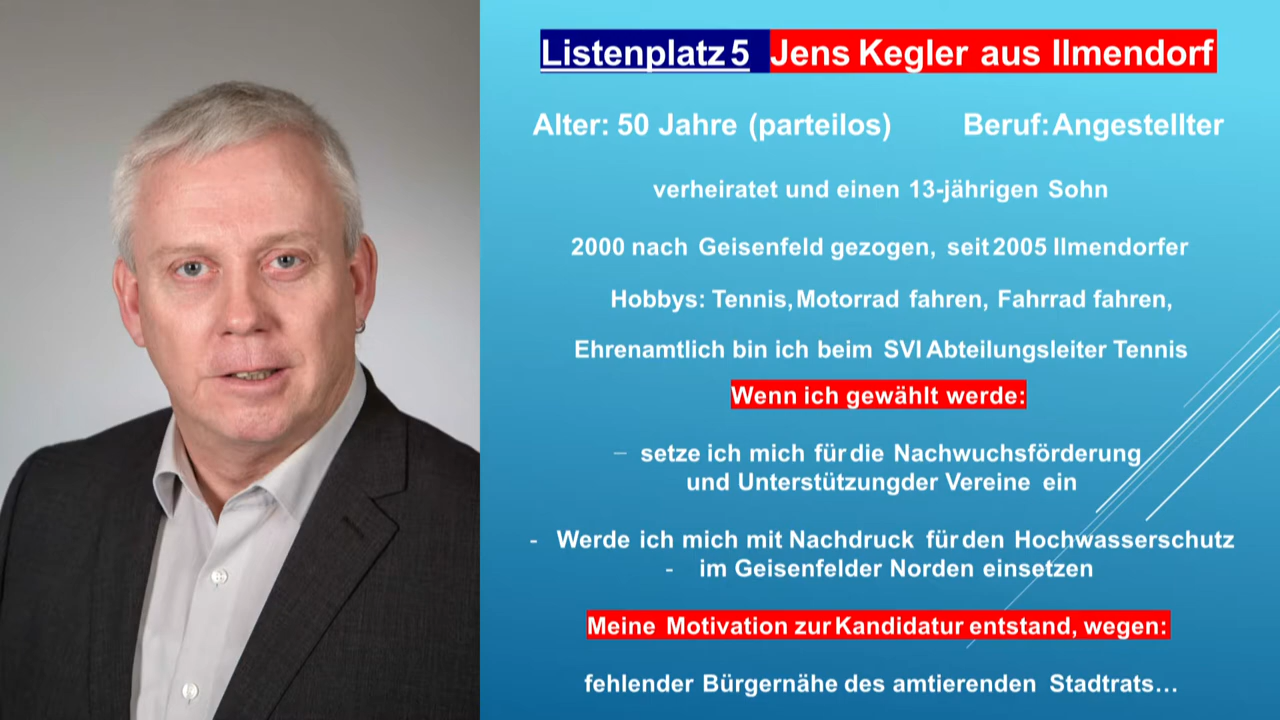 Listenplatz 5 Jens Kegler aus Ilmendorf
Alter: 50 Jahre (parteilos) Beruf: Angestellter
verheiratet und einen 13-jährigen Sohn
2000 nach Geisenfeld gezogen, seit 2005 Ilmendorfer
Hobbys: Tennis, Motorrad fahren, Fahrrad fahren,
Ehrenamtlich bin ich beim SVI Abteilungsleiter Tennis
Wenn ich gewählt werde:
– setze ich mich für die Nachwuchsförderung
und Unterstützungder Vereine ein
- Werde ich mich mit Nachdruck für den Hochwasserschutz
- im Geisenfelder Norden einsetzen
Meine Motivation zur Kandidatur entstand, wegen:
fehlender Bürgernähe des amtierenden Stadtrats...